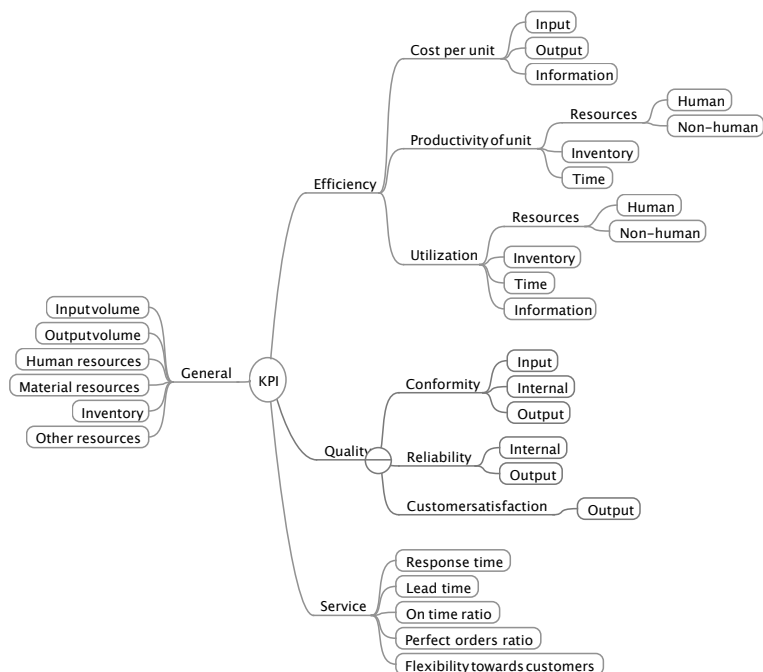 Input
Cost per unit
Output
Information
Human
Resources
Non-human
Productivity of unit
Inventory
Time
Efficiency
Human
Resources
Non-human
Utilization
Inventory
Time
Information
Input volume
Output volume
Human resources
General
KPI
Material resources
Inventory
Other resources
Input
Conformity
Internal
Output
Quality
Internal
Reliability
Output
Customer satisfaction
Output
Response time
Lead time
Service
On time ratio
Perfect orders ratio
Flexibility towards customers